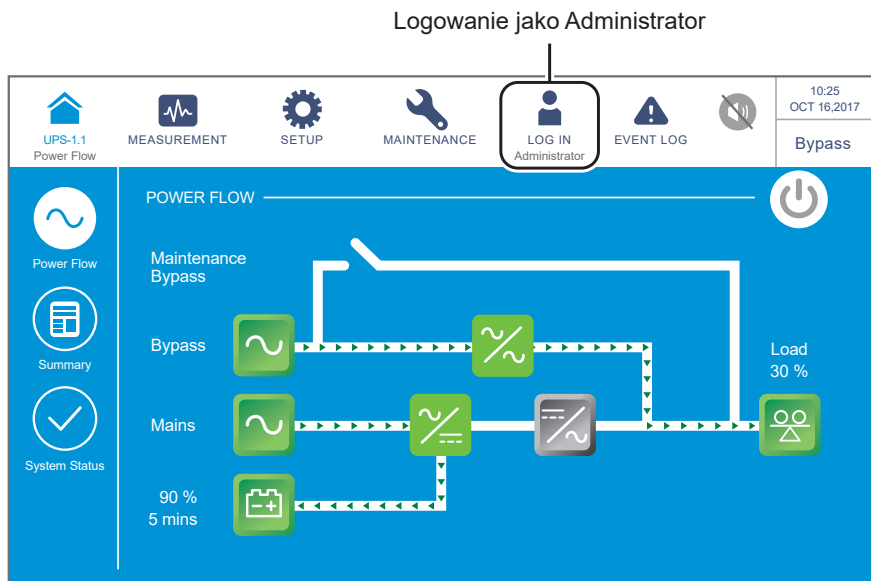 Logowanie jako Administrator
UPS-1.1
Power Flow
MEASUREMENT
SETUP
MAINTENANCE
LOG IN
Administrator
EVENT LOG
10:25
OCT 16,2017
Bypass
Power Flow
Summary
System Status
POWER FLOW
Maintenance
Bypass
Bypass
Mains
90 %
5 mins
Load
30 %